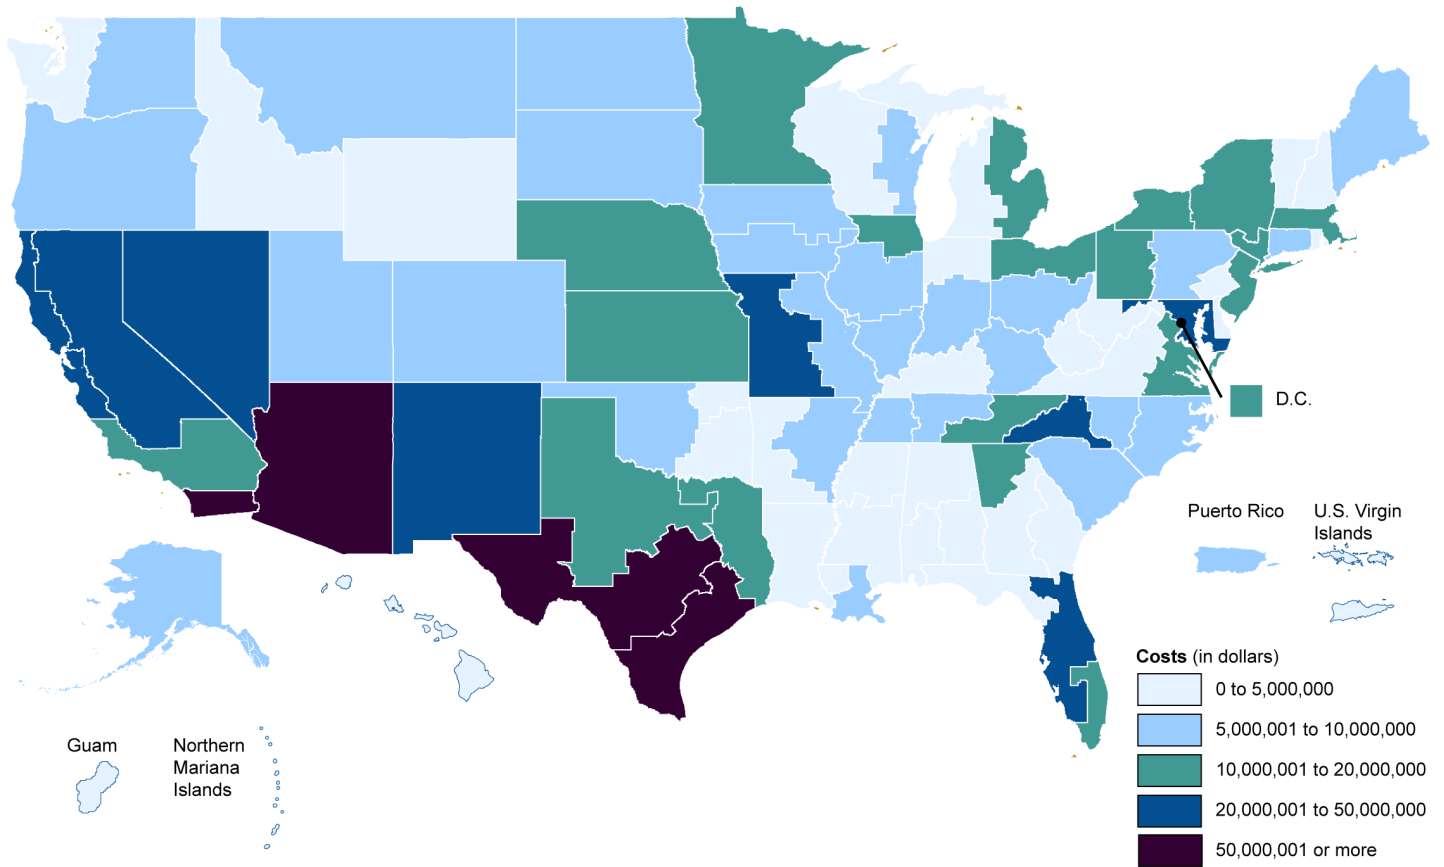 D.C.
Puerto Rico
U.S. Virgin
Islands
Guam
Northern
Mariana
Islands
Costs (in dollars)
0 to 5,000,000
5,000,001 to 10,000,000
10,000,001 to 20,000,000
20,000,001 to 50,000,000
50,000,001 or more